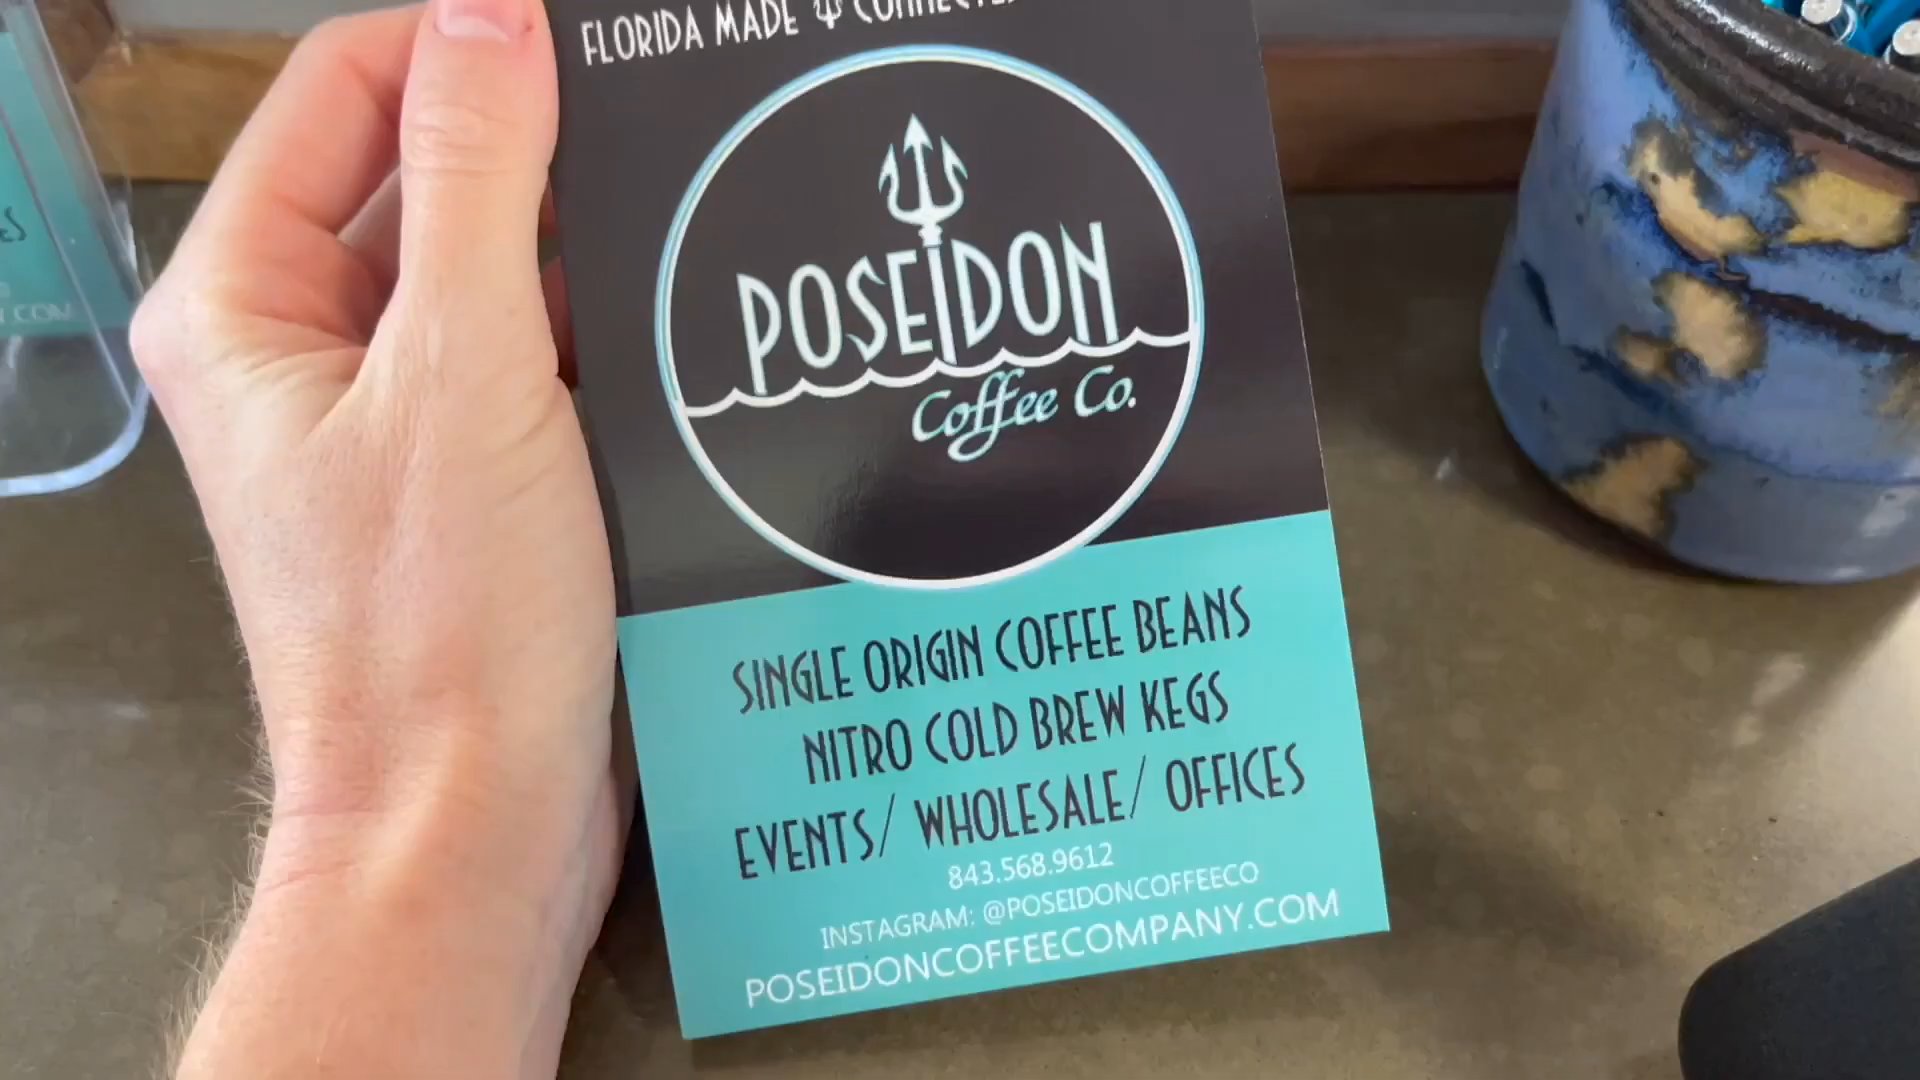 FLORIDA MADE CONNECTED
POSEIDON
Coffee Co.
SINGLE ORIGIN COFFEE BEANS
NITRO COLD BREW KEGS
EVENTS/ WHOLESALE/ OFFICES
843.568.9612
INSTAGRAM: @POSEIDONCOFFEECO
POSEIDONCOFFEECOMPANY.COM